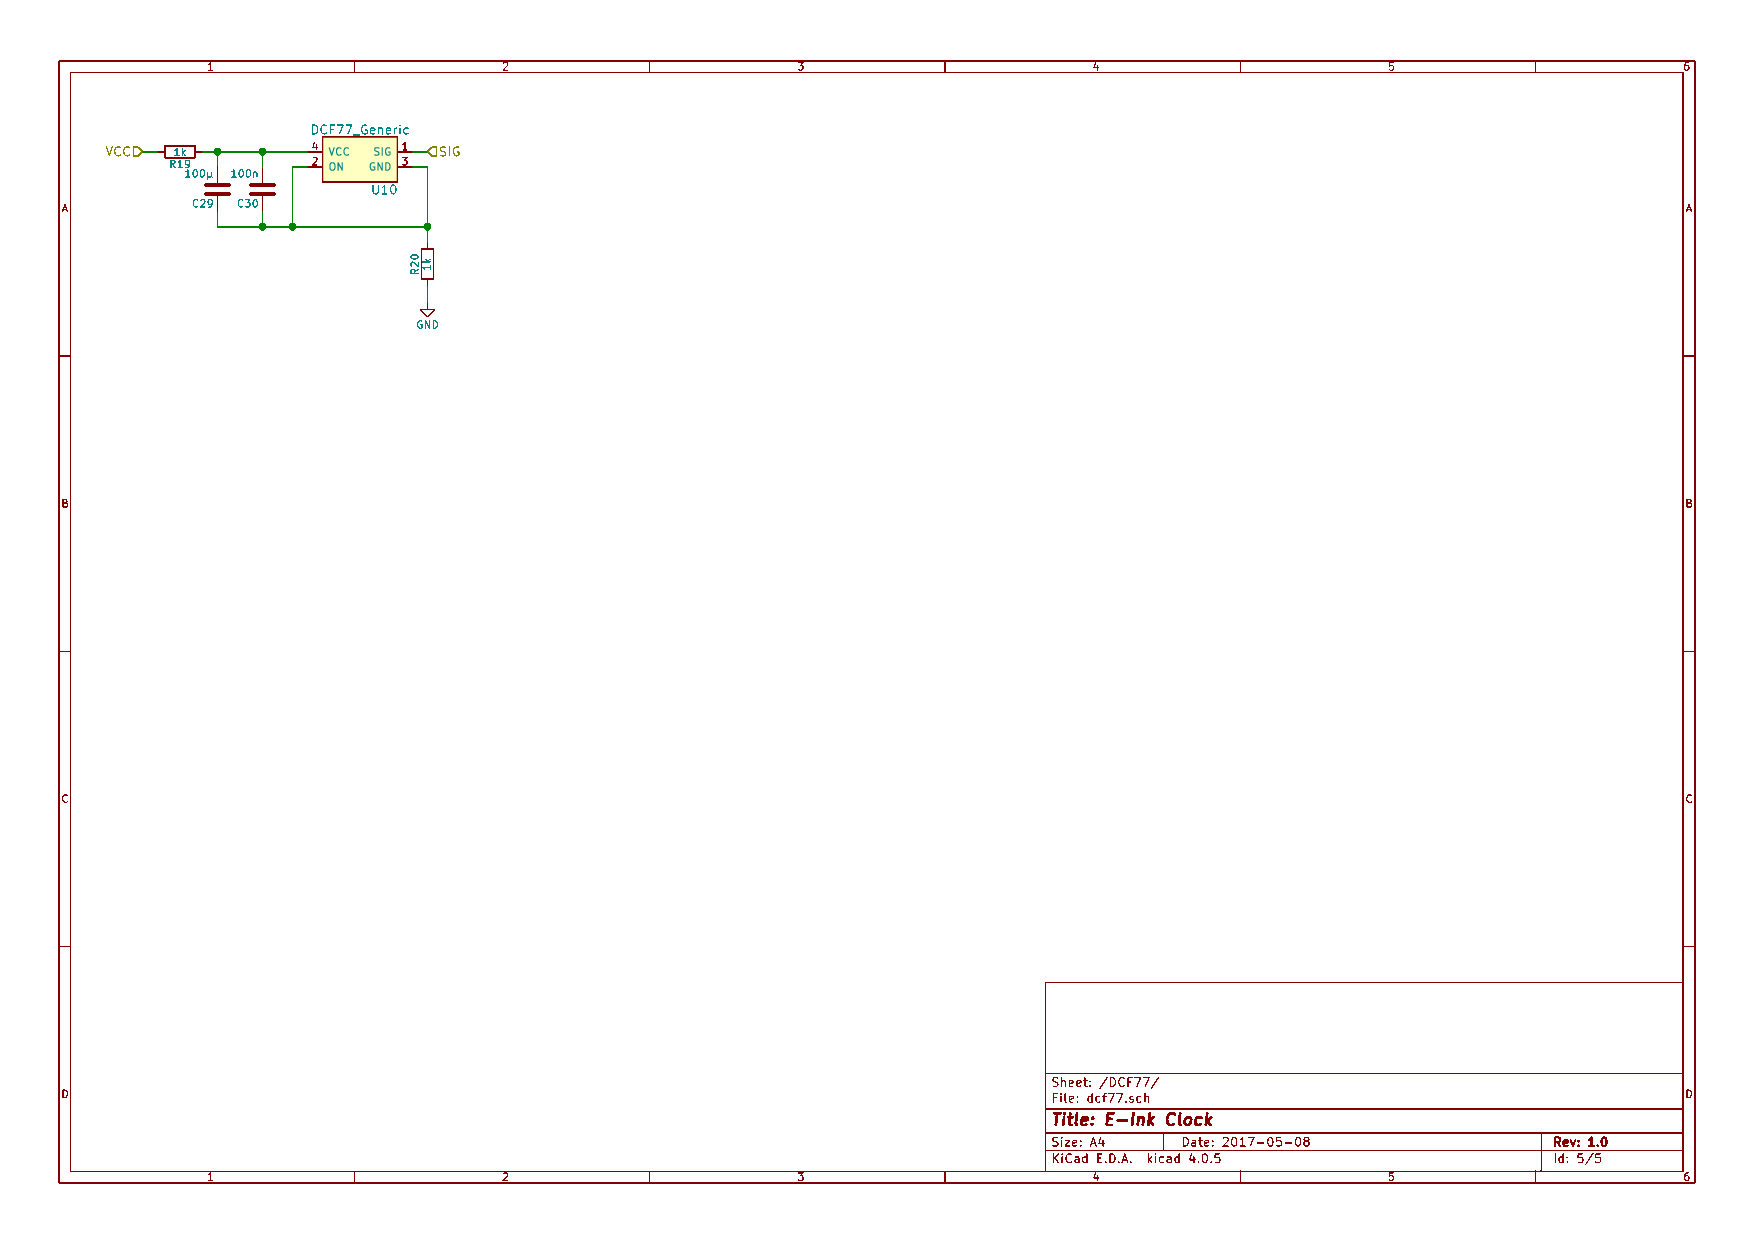 1 2 3 4 5 6
DCF77_Generic
VCC 1k 4 VCC SIG 1 SIG
R19 2 ON GND 3
100µ 100n
U10
C29 C30
A A
R20 1k
GND
B B
C C
Sheet: /DCF77/
File: dcf77.sch
D D
Title: E-Ink Clock
Size: A4 Date: 2017-05-08 Rev: 1.0
KiCad E.D.A. kicad 4.0.5 Id: 5/5
1 2 3 4 5 6